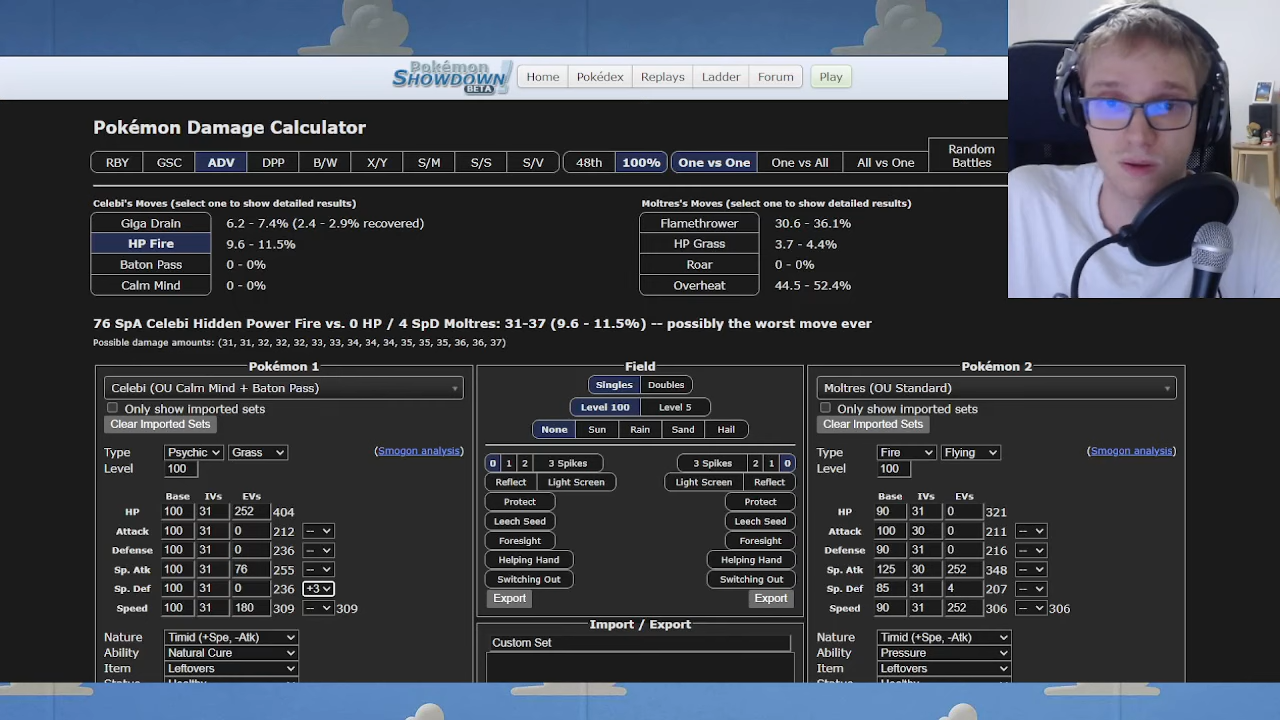 Pokémon SHOWDOWN! BETA Home Pokédex Replays Ladder Forum Play
Pokémon Damage Calculator
RBY GSC ADV DPP B/W X/Y S/M S/S S/V 48th 100% One vs One One vs All All vs One Random Battles
Celebi's Moves (select one to show detailed results)
Giga Drain 6.2 - 7.4% (2.4 - 2.9% recovered)
HP Fire 9.6 - 11.5%
Baton Pass 0 - 0%
Calm Mind 0 - 0%
Moltres's Moves (select one to show detailed results)
Flamethrower 30.6 - 36.1%
HP Grass 3.7 - 4.4%
Roar 0 - 0%
Overheat 44.5 - 52.4%
76 SpA Celebi Hidden Power Fire vs. 0 HP / 4 SpD Moltres: 31-37 (9.6 - 11.5%) -- possibly the worst move ever
Possible damage amounts: (31, 31, 32, 32, 32, 33, 33, 34, 34, 34, 35, 35, 35, 36, 36, 37)
Pokémon 1
Celebi (OU Calm Mind + Baton Pass)
Only show imported sets
Clear Imported Sets
Type Psychic Grass (Smogon analysis)
Level 100
Base IVs EVs
HP 100 31 252 404
Attack 100 31 0 212 --
Defense 100 31 0 236 --
Sp. Atk 100 31 76 255 --
Sp. Def 100 31 0 236 +3
Speed 100 31 180 309 -- 309
Nature Timid (+Spe, -Atk)
Ability Natural Cure
Item Leftovers
Status Healthy
Field
Singles Doubles
Level 100 Level 5
None Sun Rain Sand Hail
0 1 2 3 Spikes 3 Spikes 2 1 0
Reflect Light Screen Light Screen Reflect
Protect Protect
Leech Seed Leech Seed
Foresight Foresight
Helping Hand Helping Hand
Switching Out Switching Out
Export Export
Import / Export
Custom Set
Pokémon 2
Moltres (OU Standard)
Only show imported sets
Clear Imported Sets
Type Fire Flying (Smogon analysis)
Level 100
Base IVs EVs
HP 90 31 0 321
Attack 100 30 0 211 --
Defense 90 31 0 216 --
Sp. Atk 125 30 252 348 --
Sp. Def 85 31 4 207 --
Speed 90 31 252 306 -- 306
Nature Timid (+Spe, -Atk)
Ability Pressure
Item Leftovers
Status Healthy